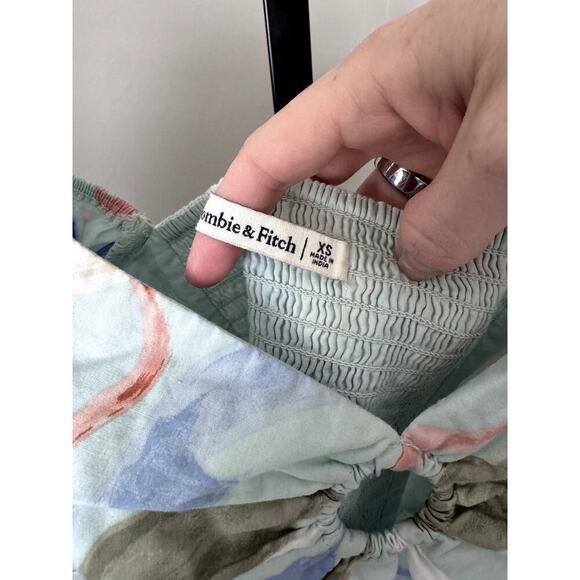 ombie & Fitch | XS
MADE IN
INDIA